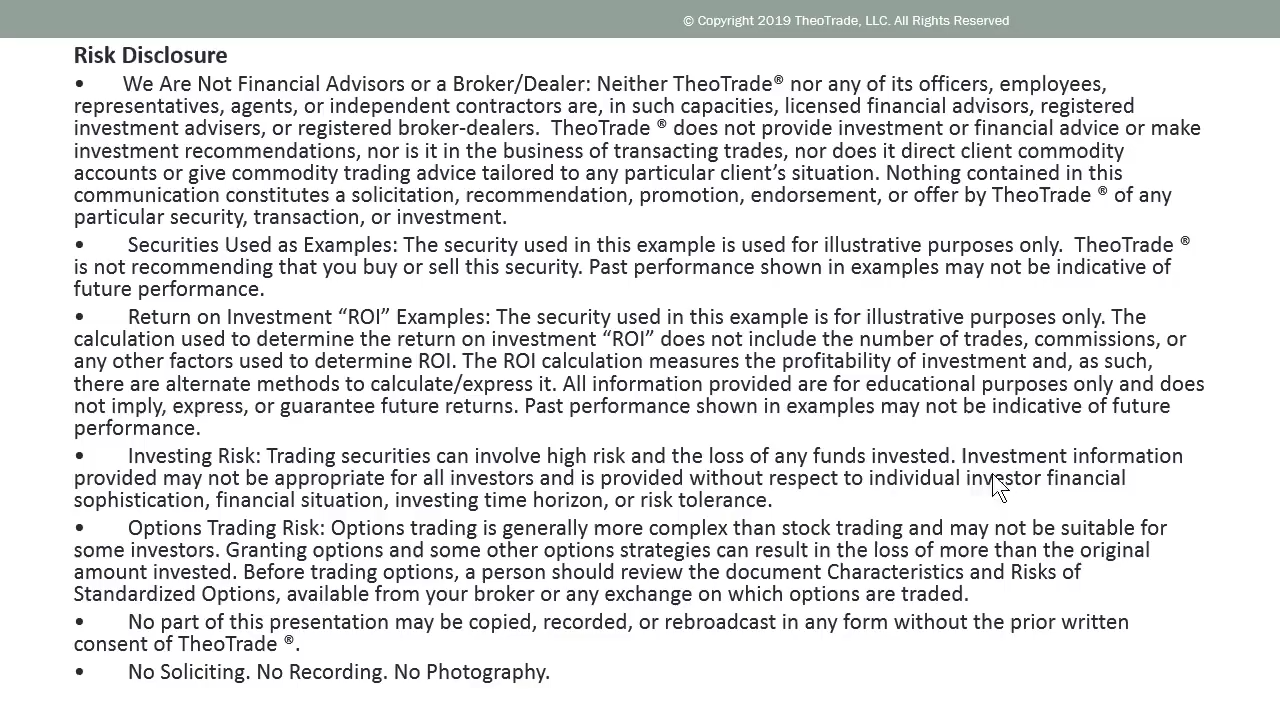 © Copyright 2019 TheoTrade, LLC. All Rights Reserved
Risk Disclosure
• We Are Not Financial Advisors or a Broker/Dealer: Neither TheoTrade® nor any of its officers, employees,
representatives, agents, or independent contractors are, in such capacities, licensed financial advisors, registered
investment advisers, or registered broker-dealers. TheoTrade ® does not provide investment or financial advice or make
investment recommendations, nor is it in the business of transacting trades, nor does it direct client commodity
accounts or give commodity trading advice tailored to any particular client’s situation. Nothing contained in this
communication constitutes a solicitation, recommendation, promotion, endorsement, or offer by TheoTrade ® of any
particular security, transaction, or investment.
• Securities Used as Examples: The security used in this example is used for illustrative purposes only. TheoTrade ®
is not recommending that you buy or sell this security. Past performance shown in examples may not be indicative of
future performance.
• Return on Investment “ROI” Examples: The security used in this example is for illustrative purposes only. The
calculation used to determine the return on investment “ROI” does not include the number of trades, commissions, or
any other factors used to determine ROI. The ROI calculation measures the profitability of investment and, as such,
there are alternate methods to calculate/express it. All information provided are for educational purposes only and does
not imply, express, or guarantee future returns. Past performance shown in examples may not be indicative of future
performance.
• Investing Risk: Trading securities can involve high risk and the loss of any funds invested. Investment information
provided may not be appropriate for all investors and is provided without respect to individual investor financial
sophistication, financial situation, investing time horizon, or risk tolerance.
• Options Trading Risk: Options trading is generally more complex than stock trading and may not be suitable for
some investors. Granting options and some other options strategies can result in the loss of more than the original
amount invested. Before trading options, a person should review the document Characteristics and Risks of
Standardized Options, available from your broker or any exchange on which options are traded.
• No part of this presentation may be copied, recorded, or rebroadcast in any form without the prior written
consent of TheoTrade ®.
• No Soliciting. No Recording. No Photography.